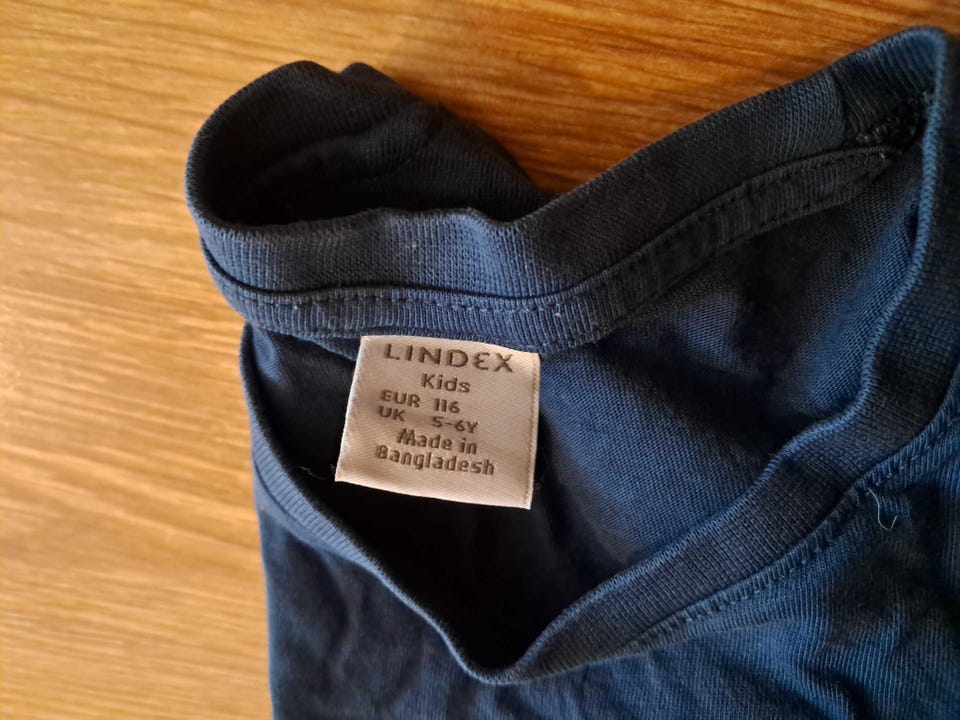 LINDEX
Kids
EUR 116
UK 5-6Y
Made in
Bangladesh